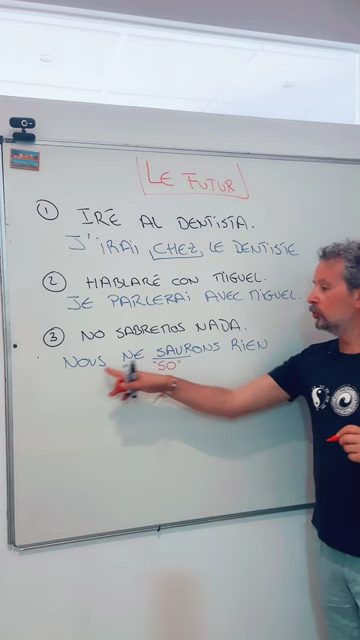 LE FUTUR
1 IRÉ AL DENTISTA.
J'IRAI CHEZ LE DENTISTE
2 HABLARÉ CON MIGUEL.
JE PARLERAI AVEC MIGUEL.
3 NO SABREMOS NADA.
NOUS NE SAURONS RIEN
"SO"